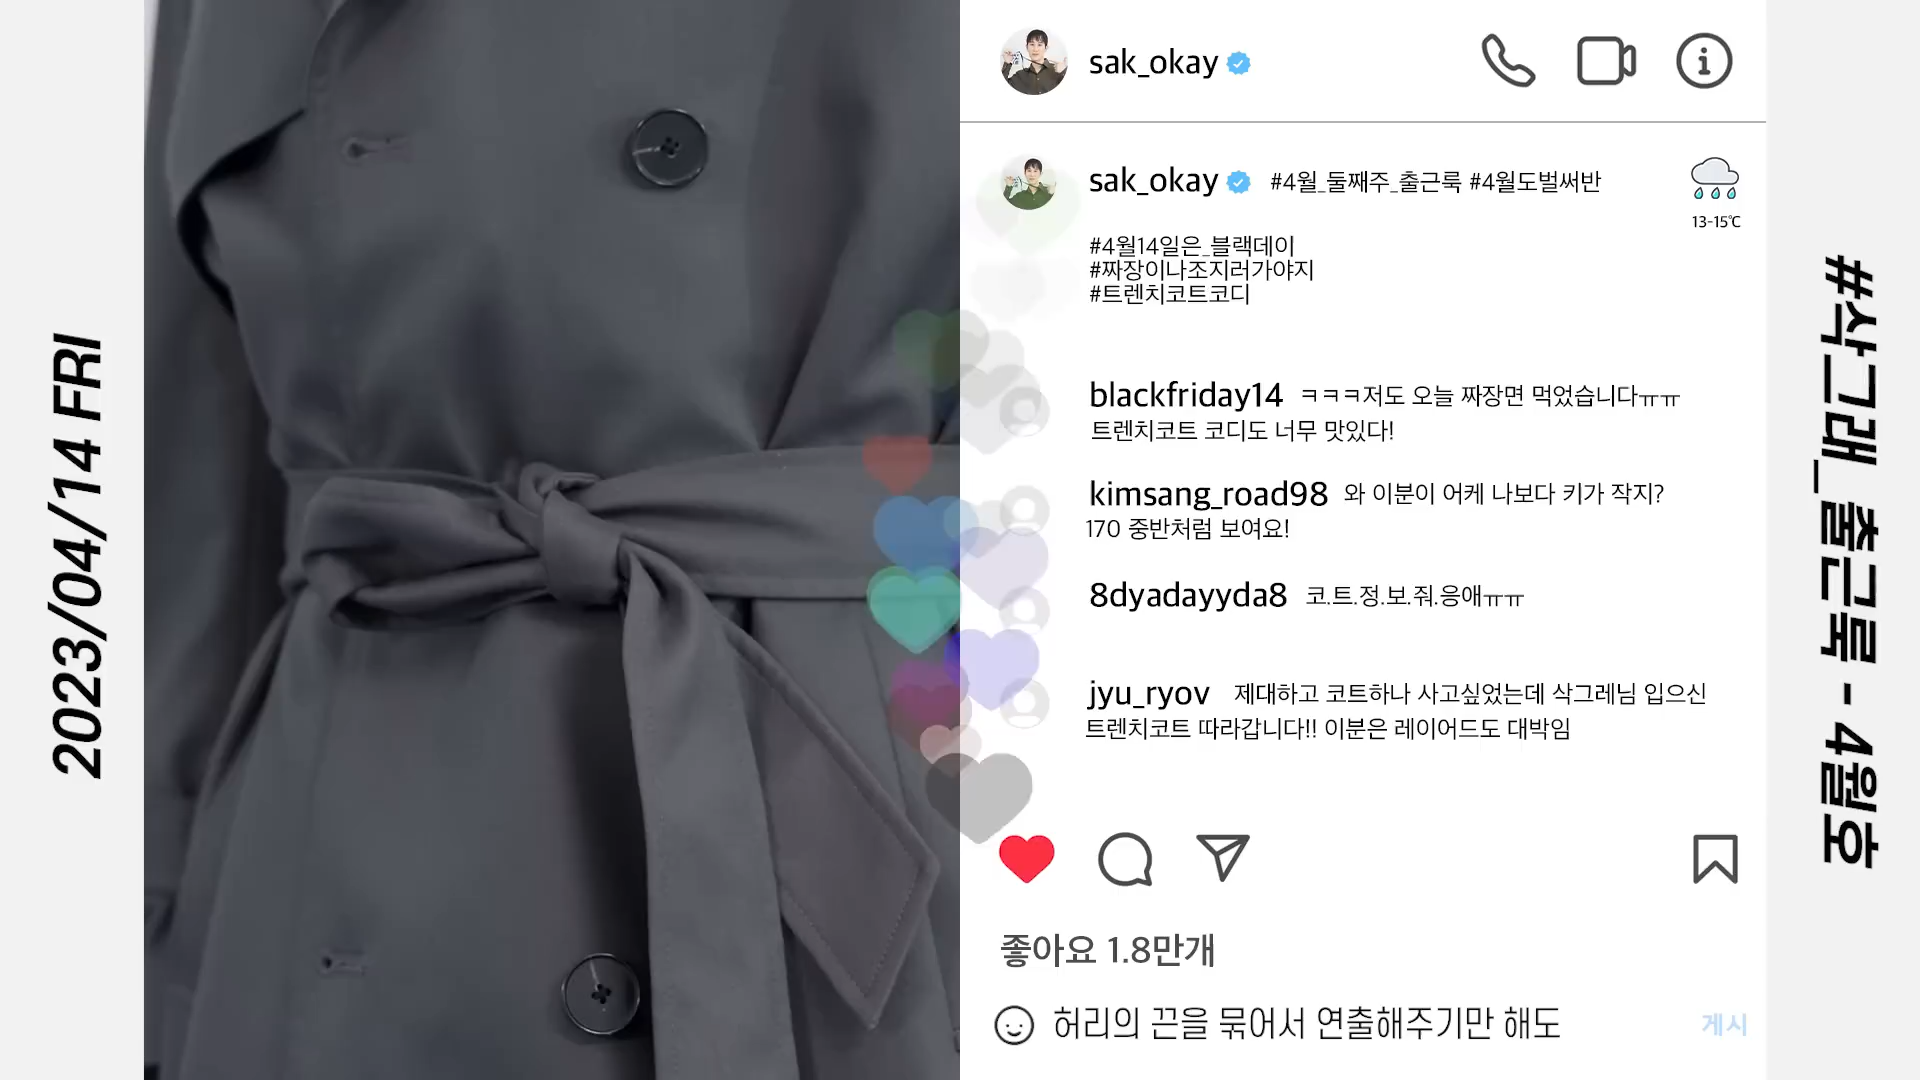 2023/04/14 FRI
sak_okay
sak_okay #4월_둘째주_출근룩 #4월도벌써반
13-15℃
#4월14일은_블랙데이
#짜장이나조지러가야지
#트렌치코트코디
blackfriday14 ㅋㅋㅋ저도 오늘 짜장면 먹었습니다ㅠㅠ
트렌치코트 코디도 너무 맛있다!
kimsang_road98 와 이분이 어케 나보다 키가 작지?
170 중반처럼 보여요!
8dyadayyda8 코.트.정.보.줘.응애ㅠㅠ
jyu_ryov 제대하고 코트하나 사고싶었는데 삭그레님 입으신
트렌치코트 따라갑니다!! 이분은 레이어드도 대박임
좋아요 1.8만개
허리의 끈을 묶어서 연출해주기만 해도
게시
#삭그래_출근룩 - 4월호